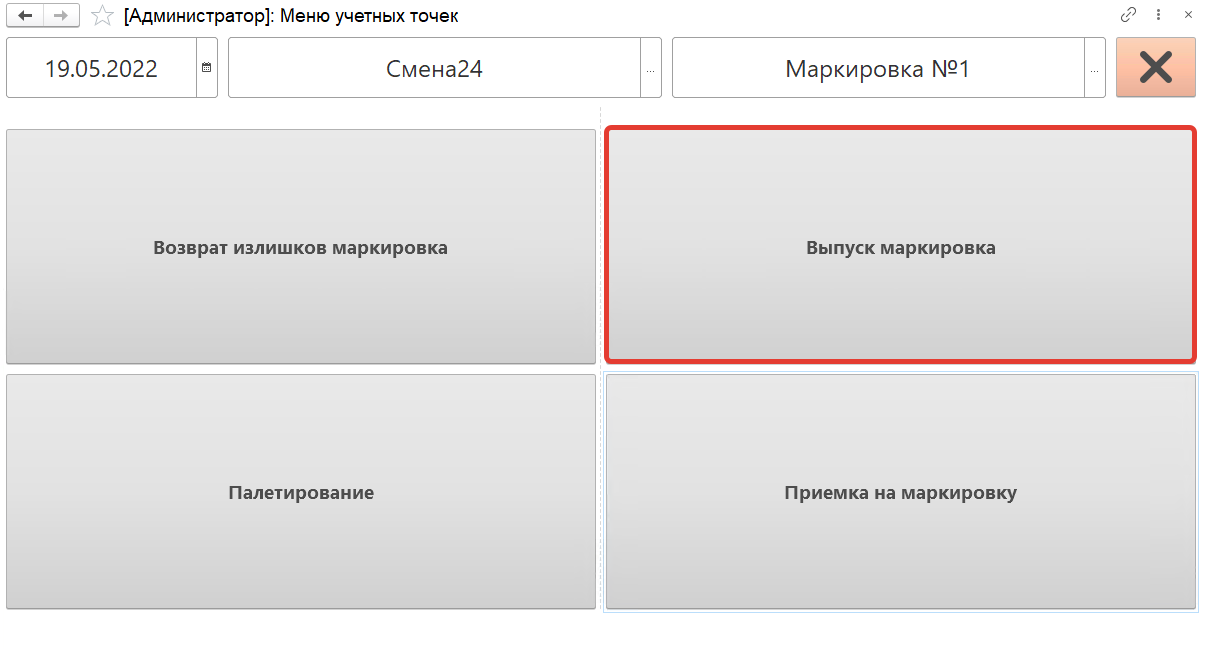 [Администратор]: Меню учетных точек
19.05.2022
Смена24
...
Маркировка №1
...
Возврат излишков маркировка
Выпуск маркировка
Палетирование
Приемка на маркировку